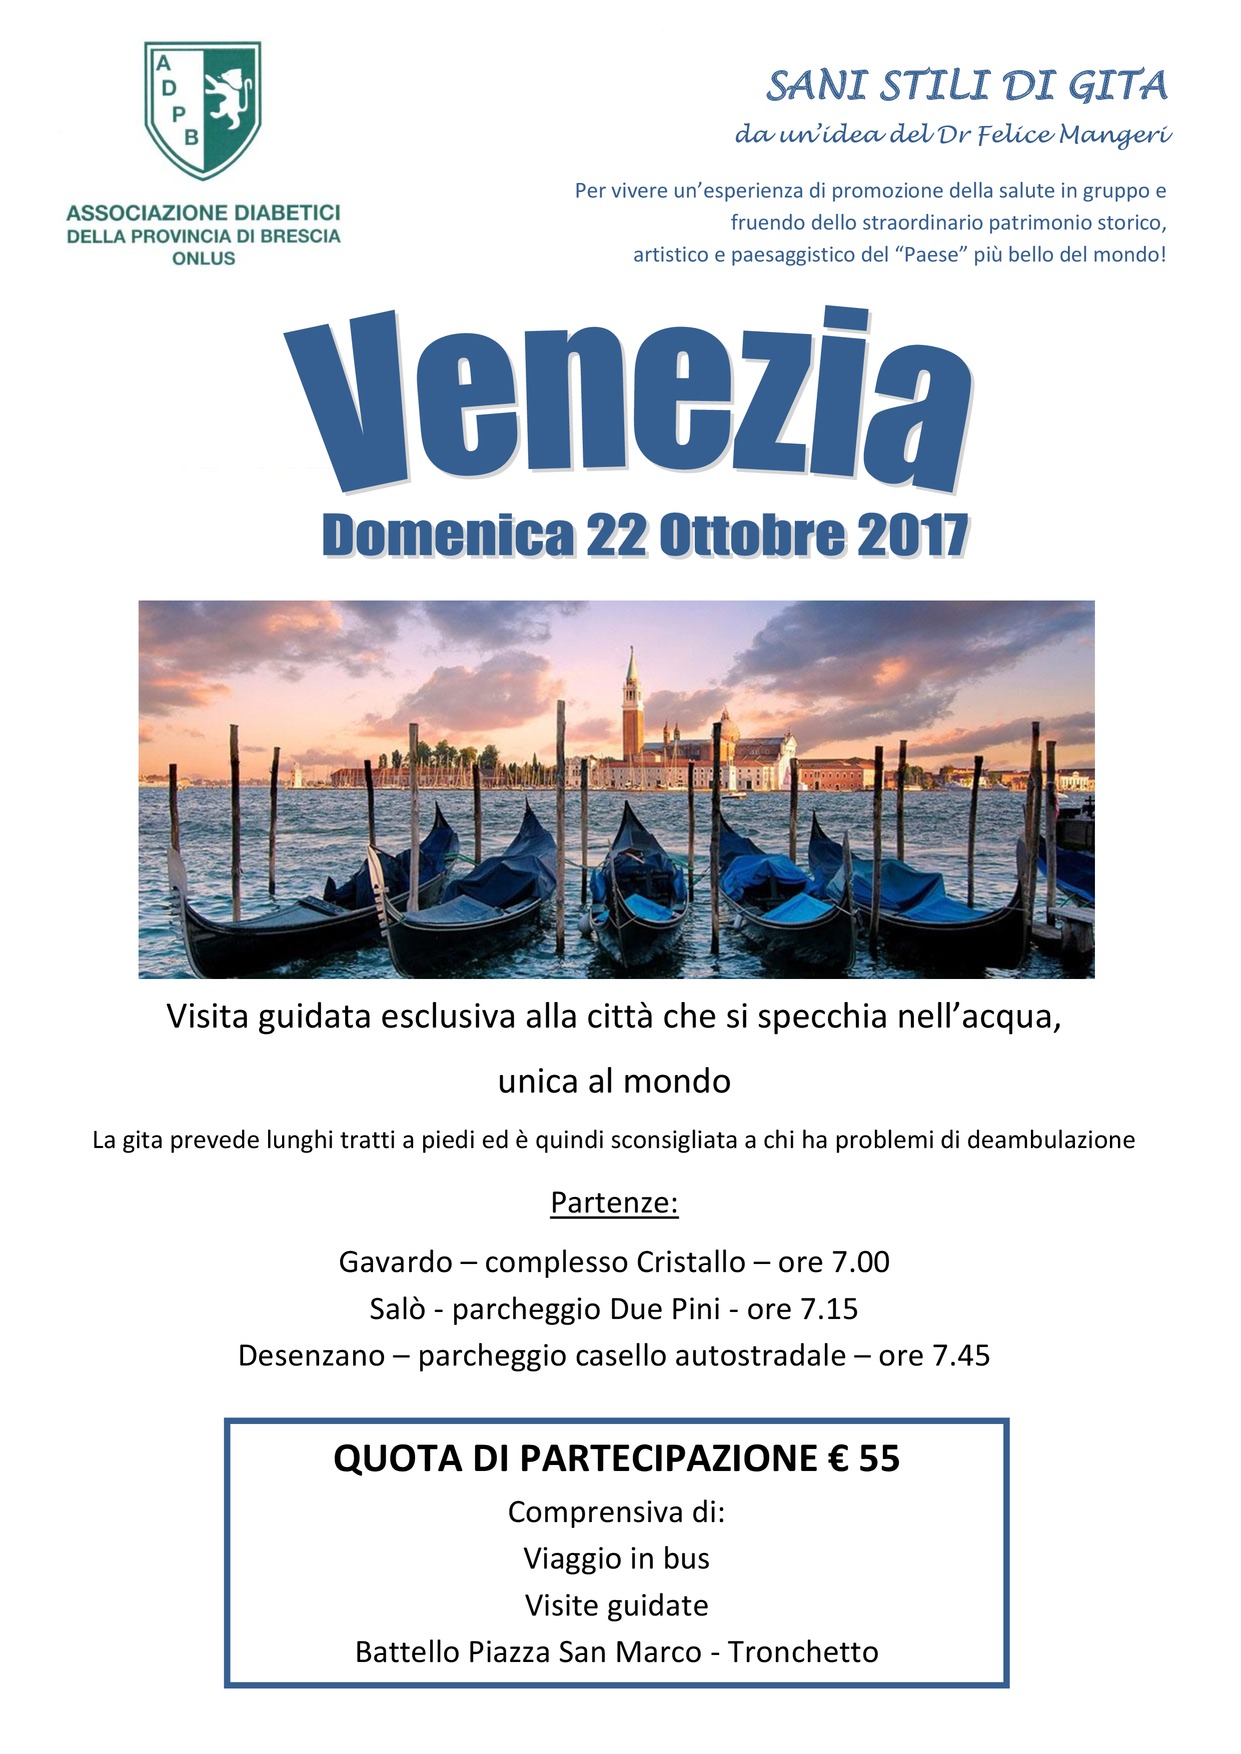 A
D
P
B
ASSOCIAZIONE DIABETICI
DELLA PROVINCIA DI BRESCIA
ONLUS
SANI STILI DI GITA
da un’idea del Dr Felice Mangeri
Per vivere un’esperienza di promozione della salute in gruppo e
fruendo dello straordinario patrimonio storico,
artistico e paesaggistico del “Paese” più bello del mondo!
Venezia
Domenica 22 Ottobre 2017
Visita guidata esclusiva alla città che si specchia nell’acqua,
unica al mondo
La gita prevede lunghi tratti a piedi ed è quindi sconsigliata a chi ha problemi di deambulazione
Partenze:
Gavardo – complesso Cristallo – ore 7.00
Salò - parcheggio Due Pini - ore 7.15
Desenzano – parcheggio casello autostradale – ore 7.45
QUOTA DI PARTECIPAZIONE € 55
Comprensiva di:
Viaggio in bus
Visite guidate
Battello Piazza San Marco - Tronchetto